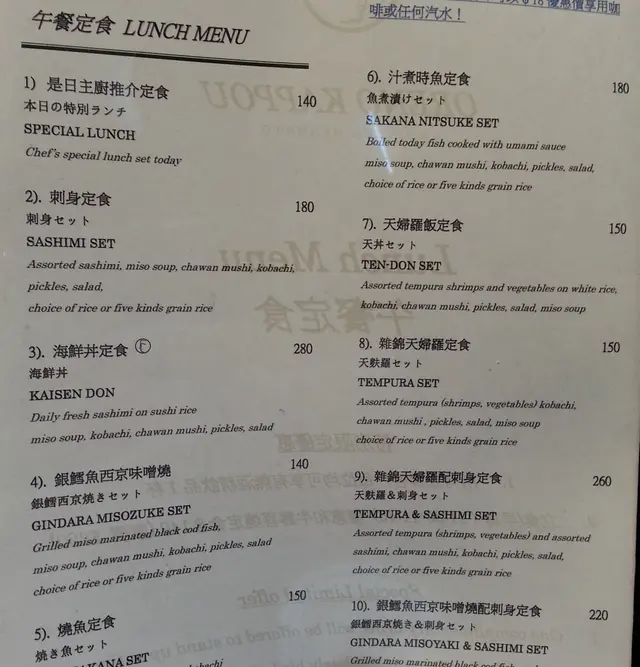 午餐定食 LUNCH MENU
1). 是日主廚推介定食 140
本日の特別ランチ
SPECIAL LUNCH
Chef's special lunch set today
2). 刺身定食 180
刺身セット
SASHIMI SET
Assorted sashimi, miso soup, chawan mushi, kobachi,
pickles, salad,
choice of rice or five kinds grain rice
3). 海鮮丼定食 Ⓕ 280
海鮮丼
KAISEN DON
Daily fresh sashimi on sushi rice
miso soup, kobachi, chawan mushi, pickles, salad
4). 銀鱈魚西京味噌燒 140
銀鱈西京焼きセット
GINDARA MISOZUKE SET
Grilled miso marinated black cod fish,
miso soup, chawan mushi, kobachi, pickles, salad
choice of rice or five kinds grain rice
5). 燒魚定食 150
焼き魚セット
SAKANA SET
優惠價享用咖
啡或任何汽水！
6). 汁煮時魚定食 180
魚煮漬けセット
SAKANA NITSUKE SET
Boiled today fish cooked with umami sauce
miso soup, chawan mushi, kobachi, pickles, salad,
choice of rice or five kinds grain rice
7). 天婦羅飯定食 150
天丼セット
TEN-DON SET
Assorted tempura shrimps and vegetables on white rice,
kobachi, chawan mushi, pickles, salad, miso soup
8). 雜錦天婦羅定食 150
天麩羅セット
TEMPURA SET
Assorted tempura (shrimps, vegetables) kobachi,
chawan mushi , pickles, salad, miso soup
choice of rice or five kinds grain rice
9). 雜錦天婦羅配刺身定食 260
天麩羅＆刺身セット
TEMPURA & SASHIMI SET
Assorted tempura (shrimps, vegetables) and assorted
sashimi, chawan mushi, kobachi, pickles, salad,
choice of rice or five kinds grain rice
10). 銀鱈魚西京味噌燒配刺身定食 220
銀鱈西京焼き＆刺身セット
GINDARA MISOYAKI & SASHIMI SET
Grilled miso marinated black cod fish